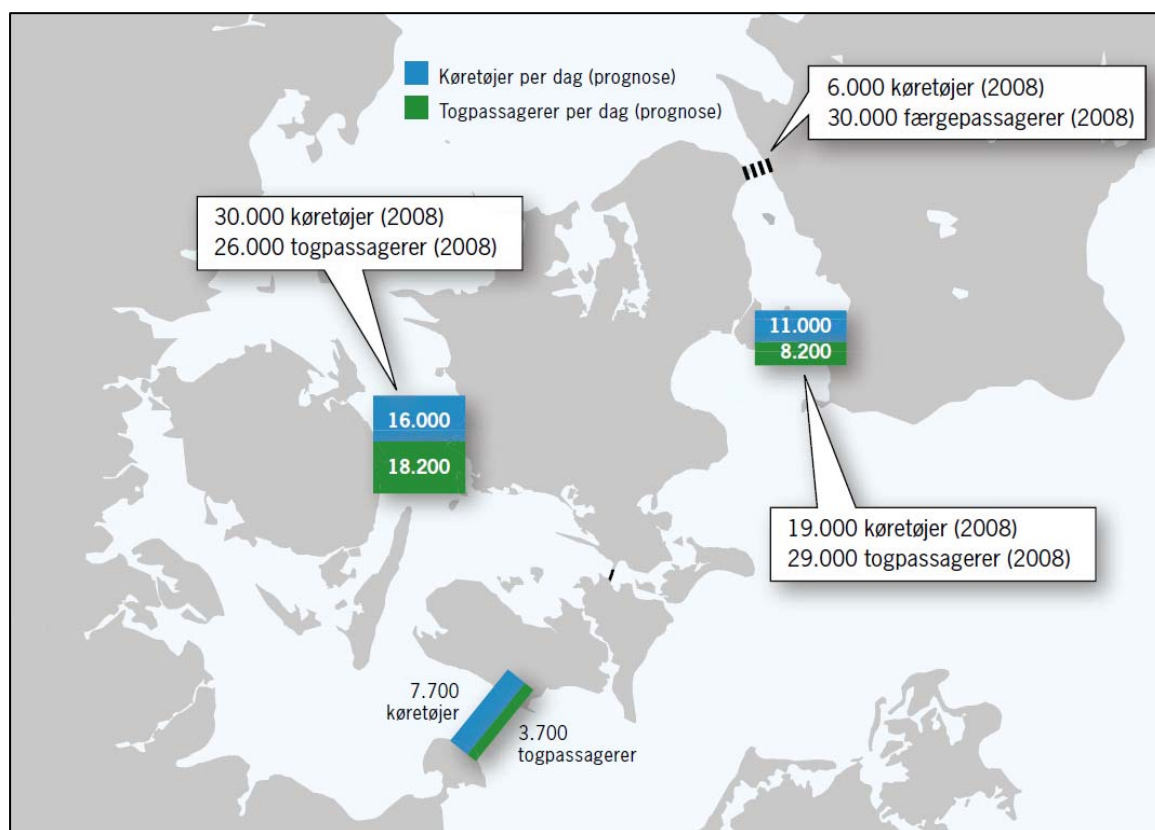 Køretøjer per dag (prognose)
Togpassagerer per dag (prognose)
6.000 køretøjer (2008)
30.000 færgepassagerer (2008)
30.000 køretøjer (2008)
26.000 togpassagerer (2008)
11.000
8.200
16.000
18.200
19.000 køretøjer (2008)
29.000 togpassagerer (2008)
7.700
køretøjer
3.700
togpassagerer